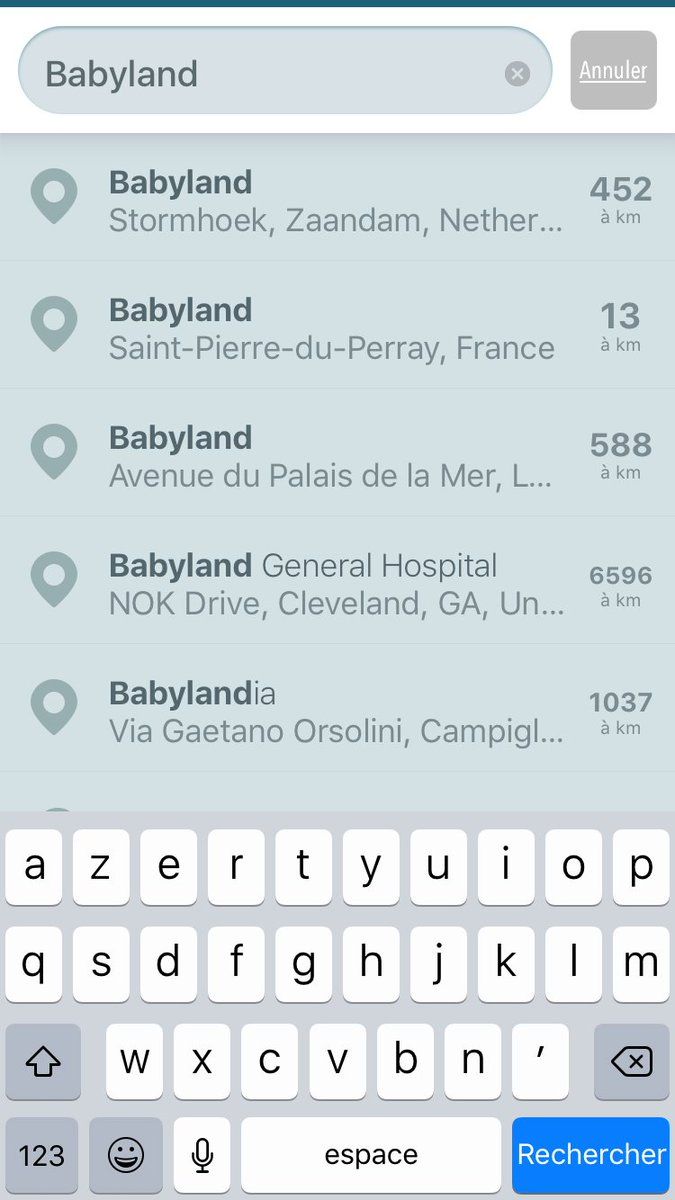 Babyland
Annuler
Babyland
Stormhoek, Zaandam, Nether...
452
à km
Babyland
Saint-Pierre-du-Perray, France
13
à km
Babyland
Avenue du Palais de la Mer, L...
588
à km
Babyland General Hospital
NOK Drive, Cleveland, GA, Un...
6596
à km
Babylandia
Via Gaetano Orsolini, Campigl...
1037
à km
a z e r t y u i o p
q s d f g h j k l m
w x c v b n ’
123 espace Rechercher